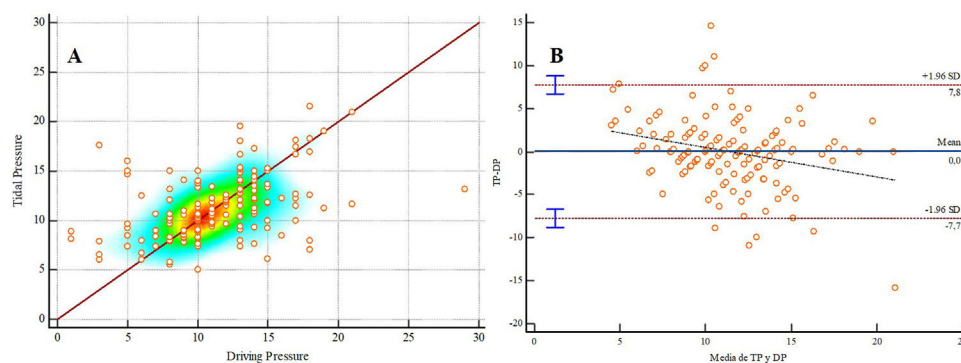 A
30
25
20
15
10
5
0
Tidal Pressure
0 5 10 15 20 25 30
Driving Pressure
B
20
15
10
5
0
-5
-10
-15
-20
TP-DP
+1.96 SD
7,8
Mean
0,0
-1.96 SD
-7,7
0 5 10 15 20
Media de TP y DP